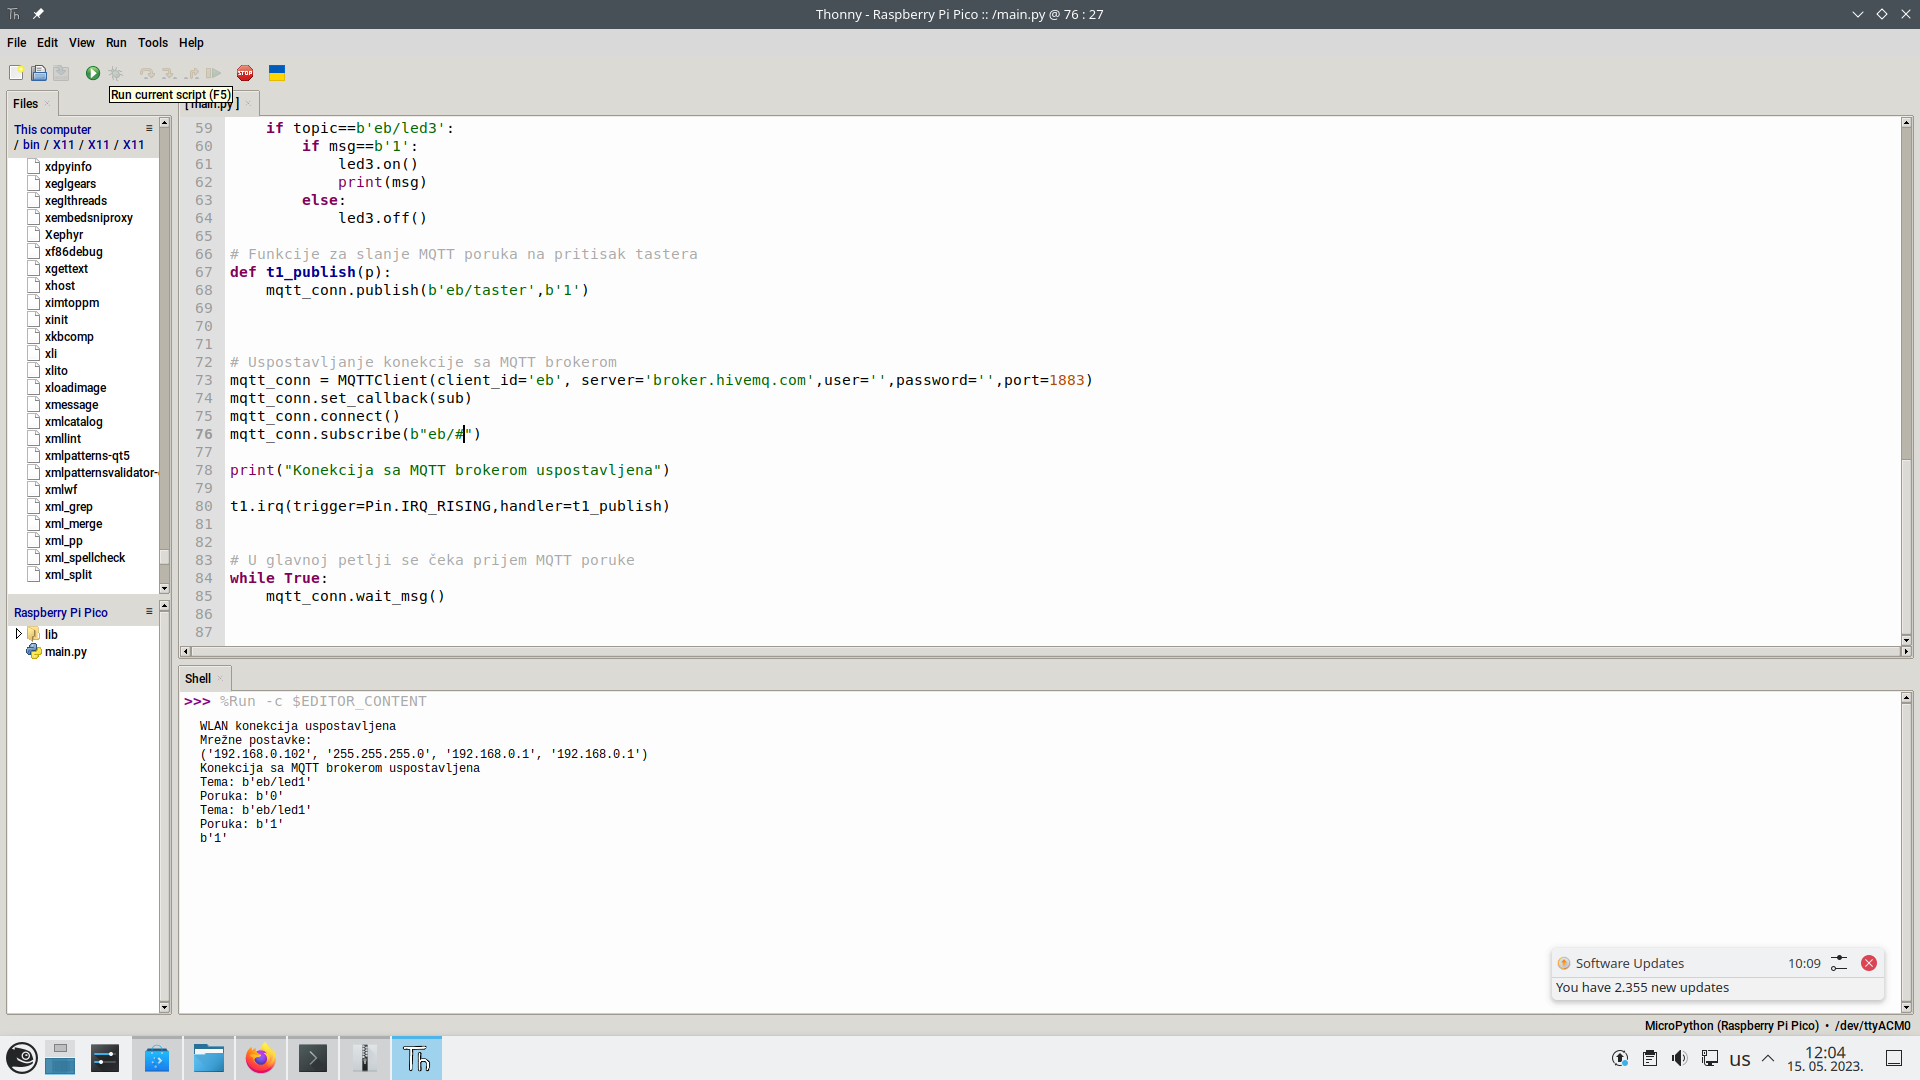 Thonny - Raspberry Pi Pico :: /main.py @ 76 : 27
File Edit View Run Tools Help
STOP
Run current script (F5)
Files
[ main.py ]
This computer
/ bin / X11 / X11 / X11
xdpyinfo
xeglgears
xeglthreads
xembedsniproxy
Xephyr
xf86debug
xgettext
xhost
ximtoppm
xinit
xkbcomp
xli
xlito
xloadimage
xmessage
xmlcatalog
xmllint
xmlpatterns-qt5
xmlpatternsvalidator-
xmlwf
xml_grep
xml_merge
xml_pp
xml_spellcheck
xml_split
Raspberry Pi Pico
lib
main.py
59     if topic==b'eb/led3':
60         if msg==b'1':
61             led3.on()
62             print(msg)
63         else:
64             led3.off()
65
66 # Funkcije za slanje MQTT poruka na pritisak tastera
67 def t1_publish(p):
68     mqtt_conn.publish(b'eb/taster',b'1')
69
70
71
72 # Uspostavljanje konekcije sa MQTT brokerom
73 mqtt_conn = MQTTClient(client_id='eb', server='broker.hivemq.com',user='',password='',port=1883)
74 mqtt_conn.set_callback(sub)
75 mqtt_conn.connect()
76 mqtt_conn.subscribe(b"eb/#")
77
78 print("Konekcija sa MQTT brokerom uspostavljena")
79
80 t1.irq(trigger=Pin.IRQ_RISING,handler=t1_publish)
81
82
83 # U glavnoj petlji se čeka prijem MQTT poruke
84 while True:
85     mqtt_conn.wait_msg()
86
87
Shell
>>> %Run -c $EDITOR_CONTENT
WLAN konekcija uspostavljena
Mrežne postavke:
('192.168.0.102', '255.255.255.0', '192.168.0.1', '192.168.0.1')
Konekcija sa MQTT brokerom uspostavljena
Tema: b'eb/led1'
Poruka: b'0'
Tema: b'eb/led1'
Poruka: b'1'
b'1'
Software Updates 10:09
You have 2.355 new updates
MicroPython (Raspberry Pi Pico) • /dev/ttyACM0
Th
us
12:04
15. 05. 2023.